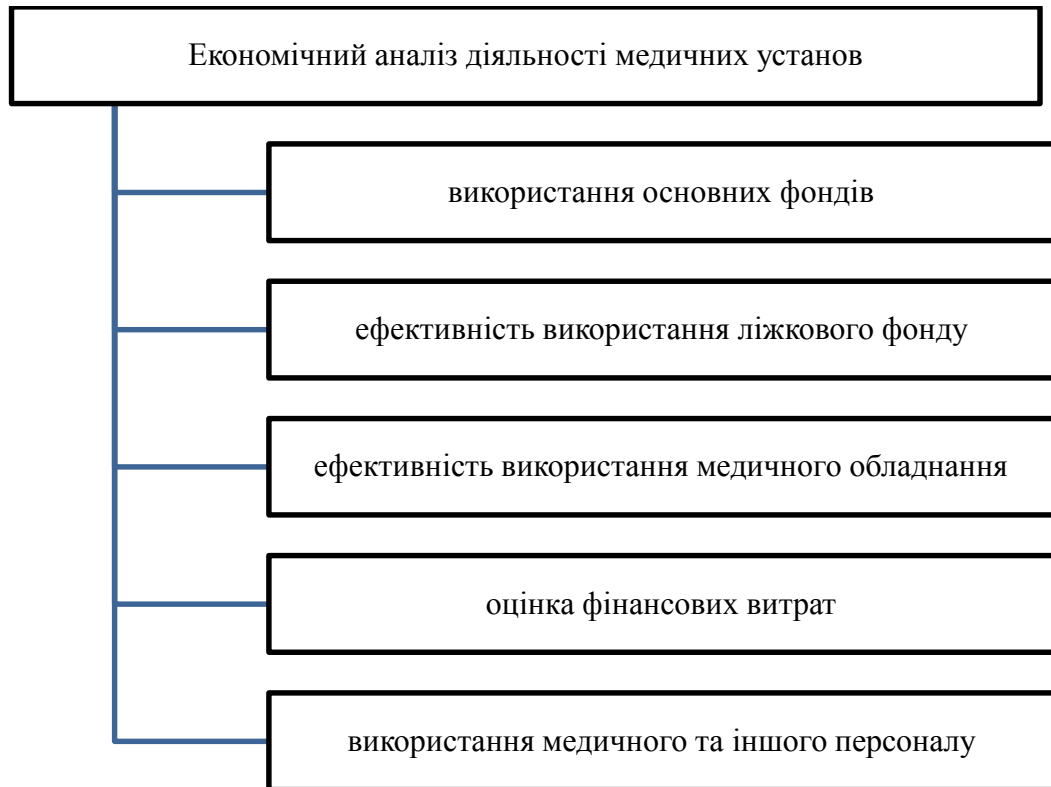 Економічний аналіз діяльності медичних установ
використання основних фондів
ефективність використання ліжкового фонду
ефективність використання медичного обладнання
оцінка фінансових витрат
використання медичного та іншого персоналу